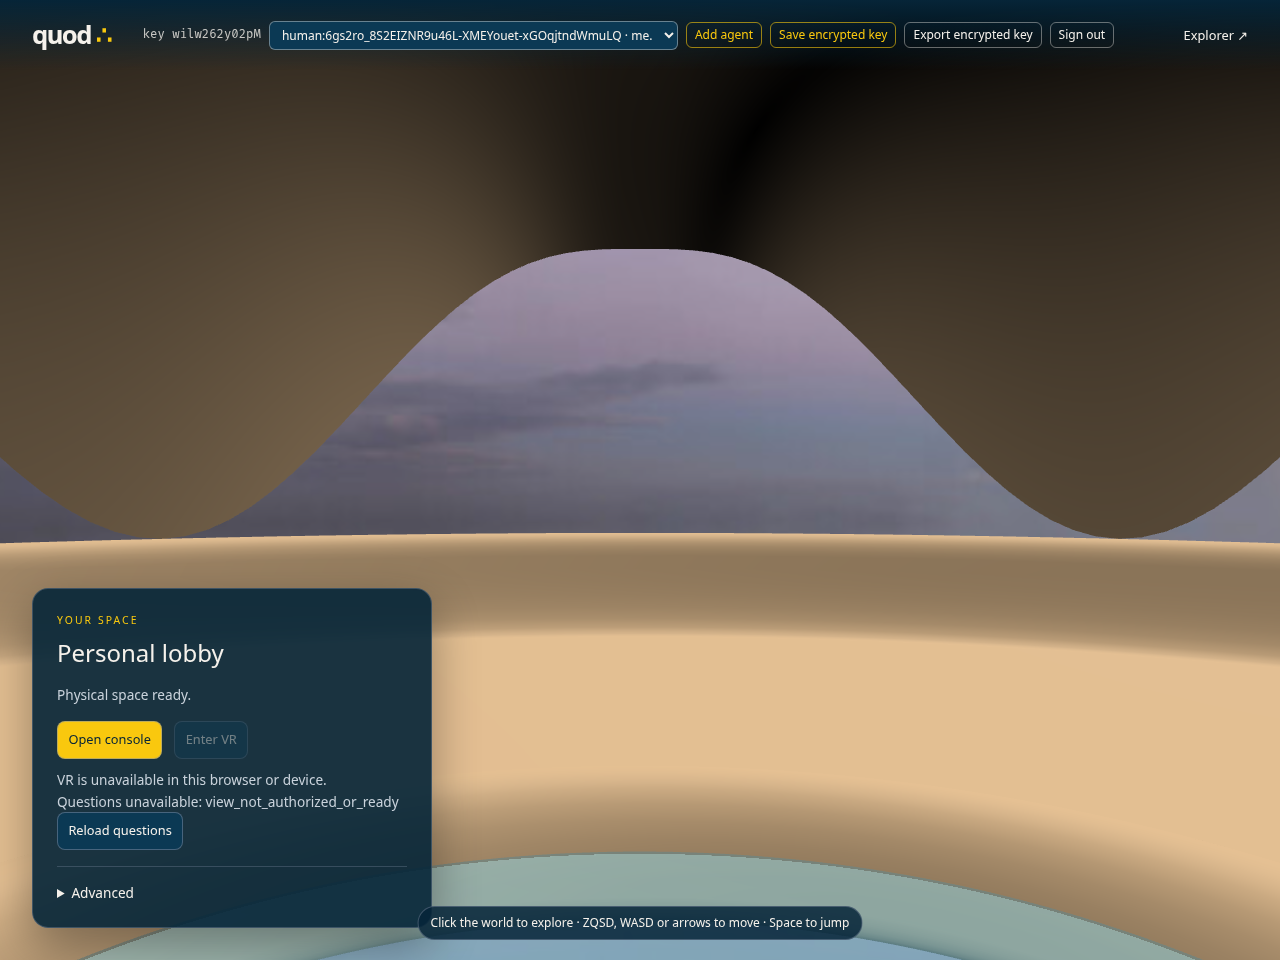 quod
key wilw262y02pM
human:6gs2ro_8S2EIZNR9u46L-XMEYouet-xGOqjtndWmuLQ · me.
Add agent
Save encrypted key
Export encrypted key
Sign out
Explorer ↗
YOUR SPACE
Personal lobby
Physical space ready.
Open console
Enter VR
VR is unavailable in this browser or device.
Questions unavailable: view_not_authorized_or_ready
Reload questions
Advanced
Click the world to explore · ZQSD, WASD or arrows to move · Space to jump